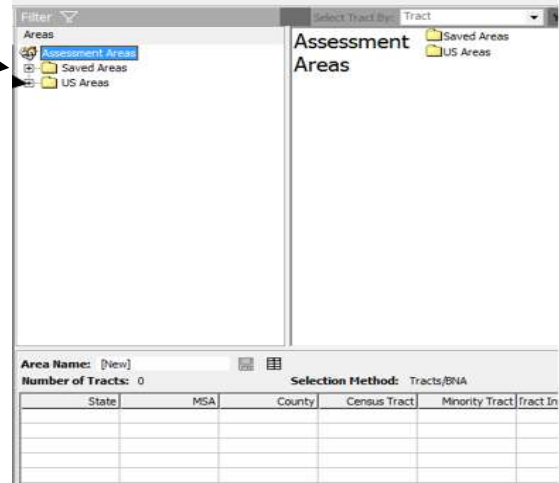 Filter
Select Tract By: Tract
Areas
Assessment Areas
Saved Areas
US Areas
Assessment
Areas
Saved Areas
US Areas
Area Name: [New]
Number of Tracts: 0
Selection Method: Tracts/BNA
State MSA County Census Tract Minority Tract Tract In